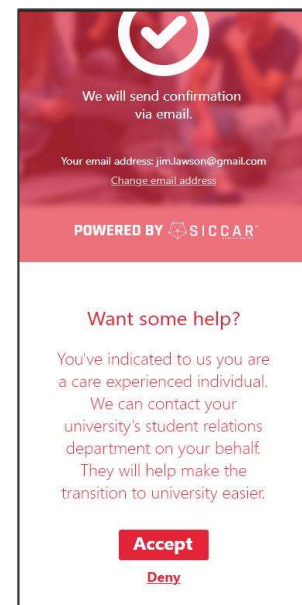 We will send confirmation
via email.
Your email address: jim.lawson@gmail.com
Change email address
POWERED BY SICCAR
Want some help?
You've indicated to us you are
a care experienced individual.
We can contact your
university's student relations
department on your behalf.
They will help make the
transition to university easier.
Accept
Deny